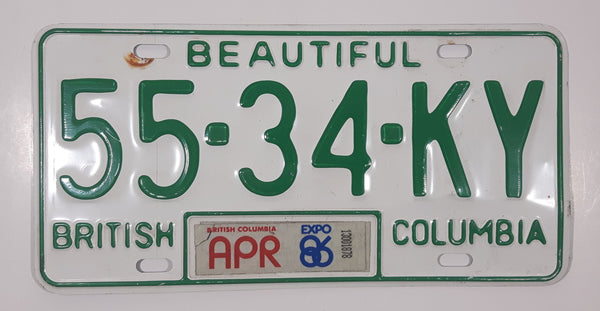 BEAUTIFUL
55·34·KY
BRITISH COLUMBIA
BRITISH COLUMBIA
APR EXPO 86